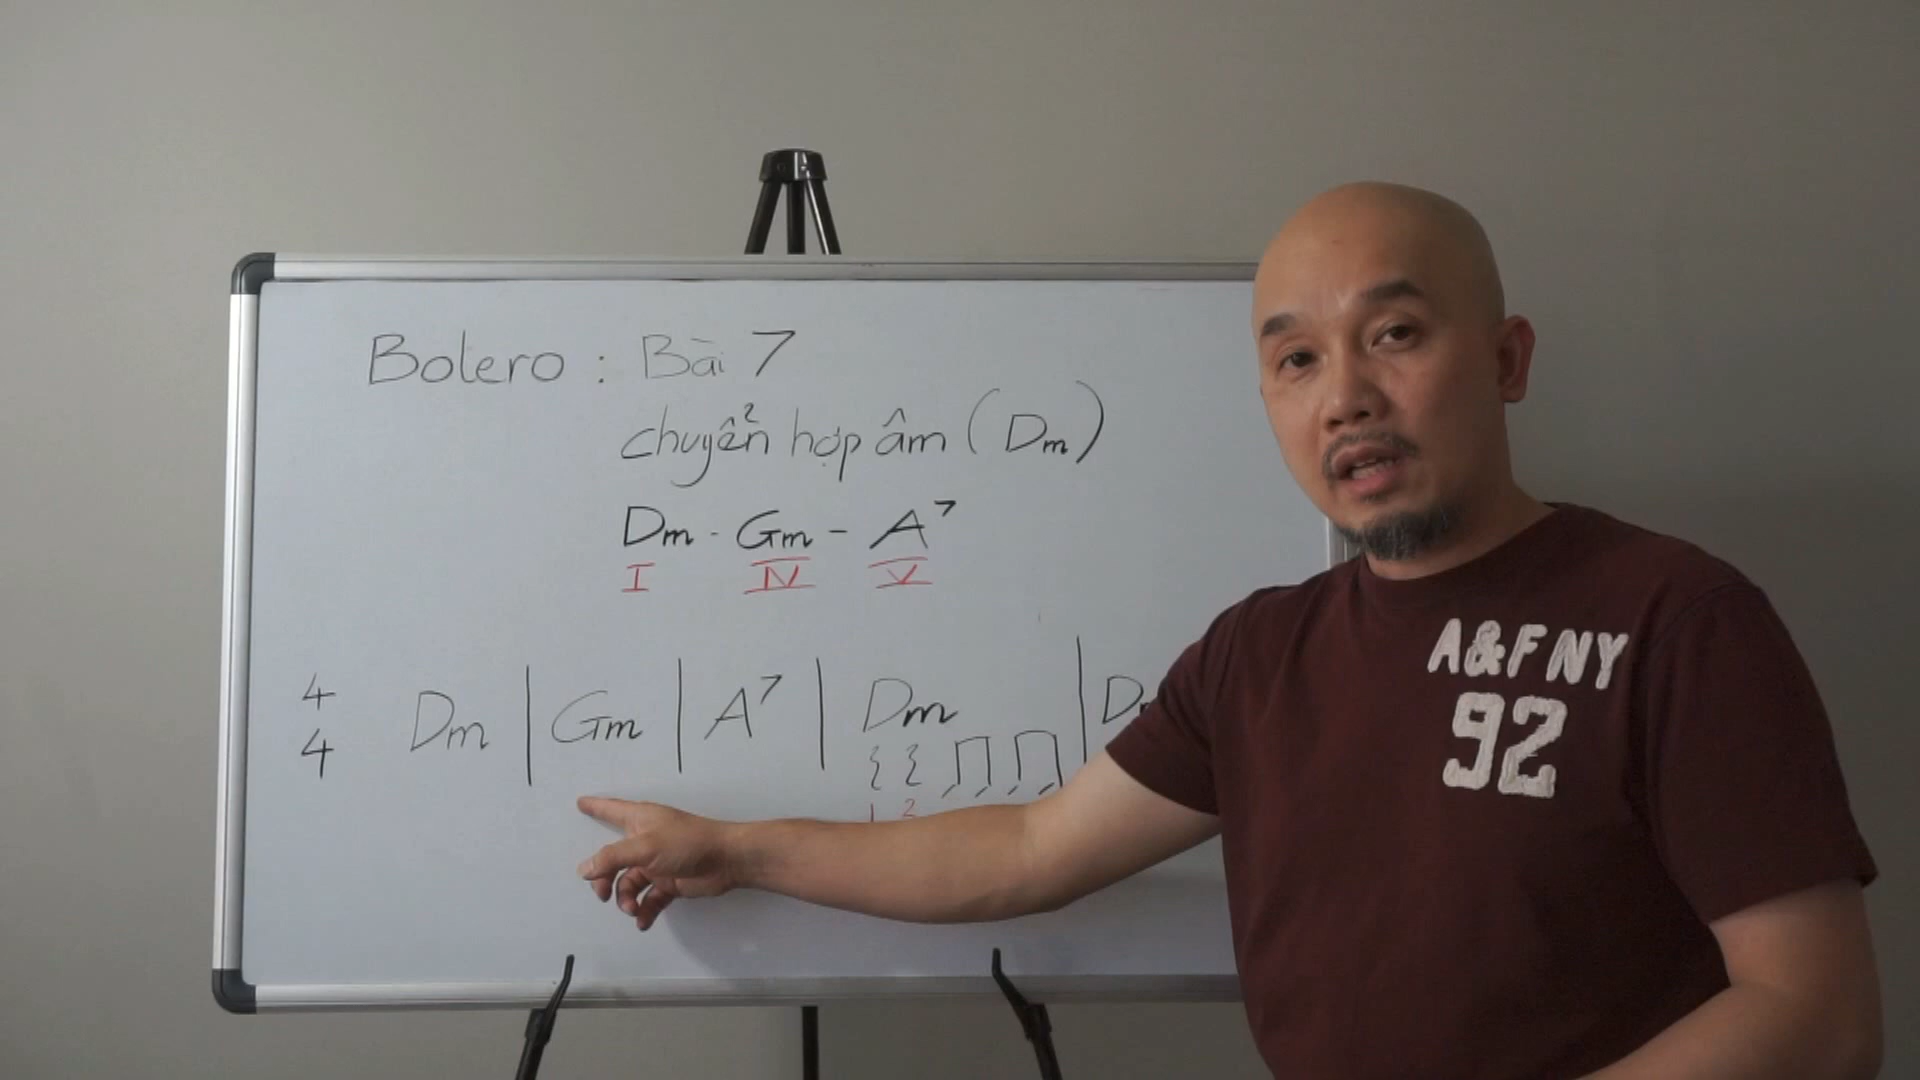 Bolero : Bài 7
chuyển hợp âm (Dm)
Dm - Gm - A7
I IV V
4/4 Dm | Gm | A7 | Dm |
1 2
A&F NY
92